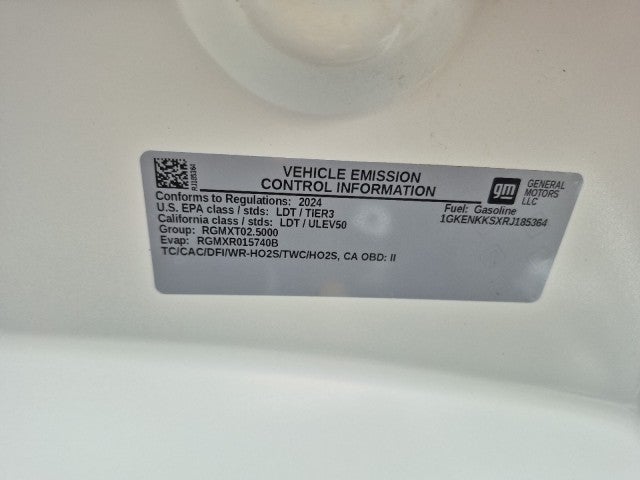 VEHICLE EMISSION
CONTROL INFORMATION
gm
GENERAL
MOTORS
LLC
RJ185364
Conforms to Regulations: 2024
U.S. EPA class / stds: LDT / TIER3
California class / stds: LDT / ULEV50
Group: RGMXT02.5000
Evap: RGMXR015740B
TC/CAC/DFI/WR-HO2S/TWC/HO2S, CA OBD: II
Fuel: Gasoline
1GKENKKSXRJ185364